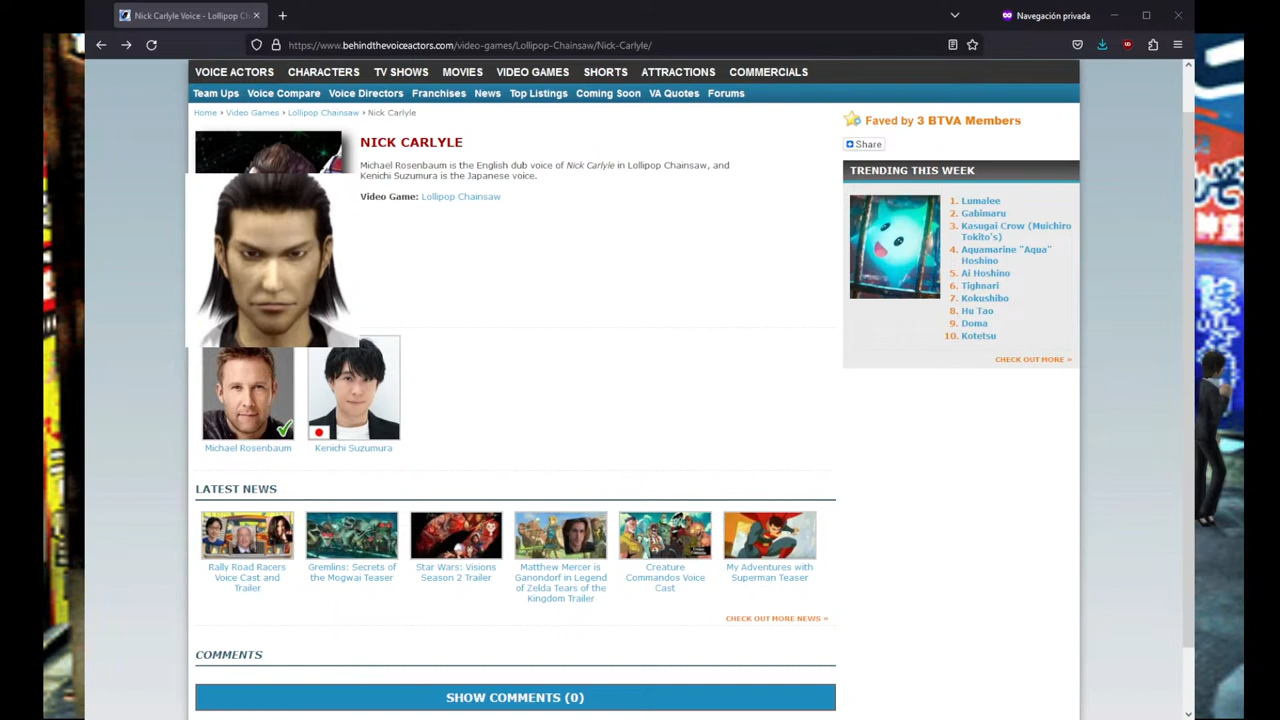 Nick Carlyle Voice - Lollipop Ch
Navegación privada
https://www.behindthevoiceactors.com/video-games/Lollipop-Chainsaw/Nick-Carlyle/
VOICE ACTORS CHARACTERS TV SHOWS MOVIES VIDEO GAMES SHORTS ATTRACTIONS COMMERCIALS
Team Ups Voice Compare Voice Directors Franchises News Top Listings Coming Soon VA Quotes Forums
Home › Video Games › Lollipop Chainsaw › Nick Carlyle
NICK CARLYLE
Michael Rosenbaum is the English dub voice of Nick Carlyle in Lollipop Chainsaw, and
Kenichi Suzumura is the Japanese voice.
Video Game: Lollipop Chainsaw
Michael Rosenbaum
Kenichi Suzumura
LATEST NEWS
Rally Road Racers
Voice Cast and
Trailer
Gremlins: Secrets of
the Mogwai Teaser
Star Wars: Visions
Season 2 Trailer
Matthew Mercer is
Ganondorf in Legend
of Zelda Tears of the
Kingdom Trailer
Creature
Commandos Voice
Cast
My Adventures with
Superman Teaser
CHECK OUT MORE NEWS »
COMMENTS
SHOW COMMENTS (0)
Faved by 3 BTVA Members
Share
TRENDING THIS WEEK
1. Lumalee
2. Gabimaru
3. Kasugai Crow (Muichiro
Tokito's)
4. Aquamarine "Aqua"
Hoshino
5. Ai Hoshino
6. Tighnari
7. Kokushibo
8. Hu Tao
9. Doma
10. Kotetsu
CHECK OUT MORE »